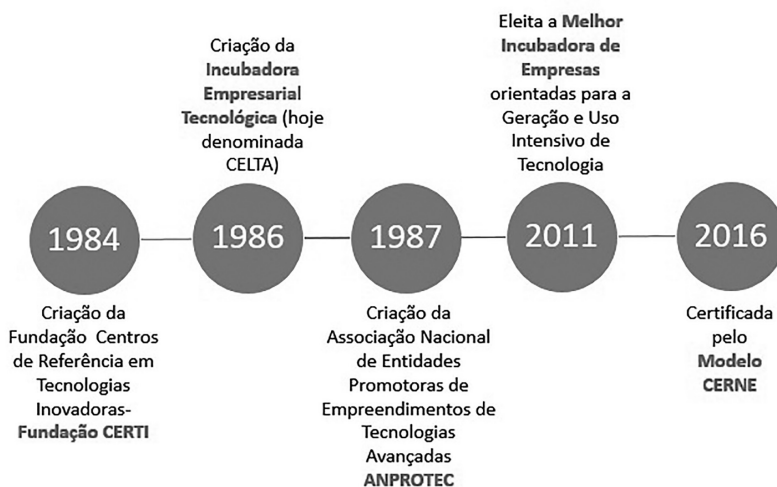 1984
Criação da
Fundação Centros
de Referência em
Tecnologias
Inovadoras-
Fundação CERTI
Criação da
Incubadora
Empresarial
Tecnológica (hoje
denominada
CELTA)
1986
1987
Criação da
Associação Nacional
de Entidades
Promotoras de
Empreendimentos de
Tecnologias
Avançadas
ANPROTEC
Eleita a Melhor
Incubadora de
Empresas
orientadas para a
Geração e Uso
Intensivo de
Tecnologia
2011
2016
Certificada
pelo
Modelo
CERNE